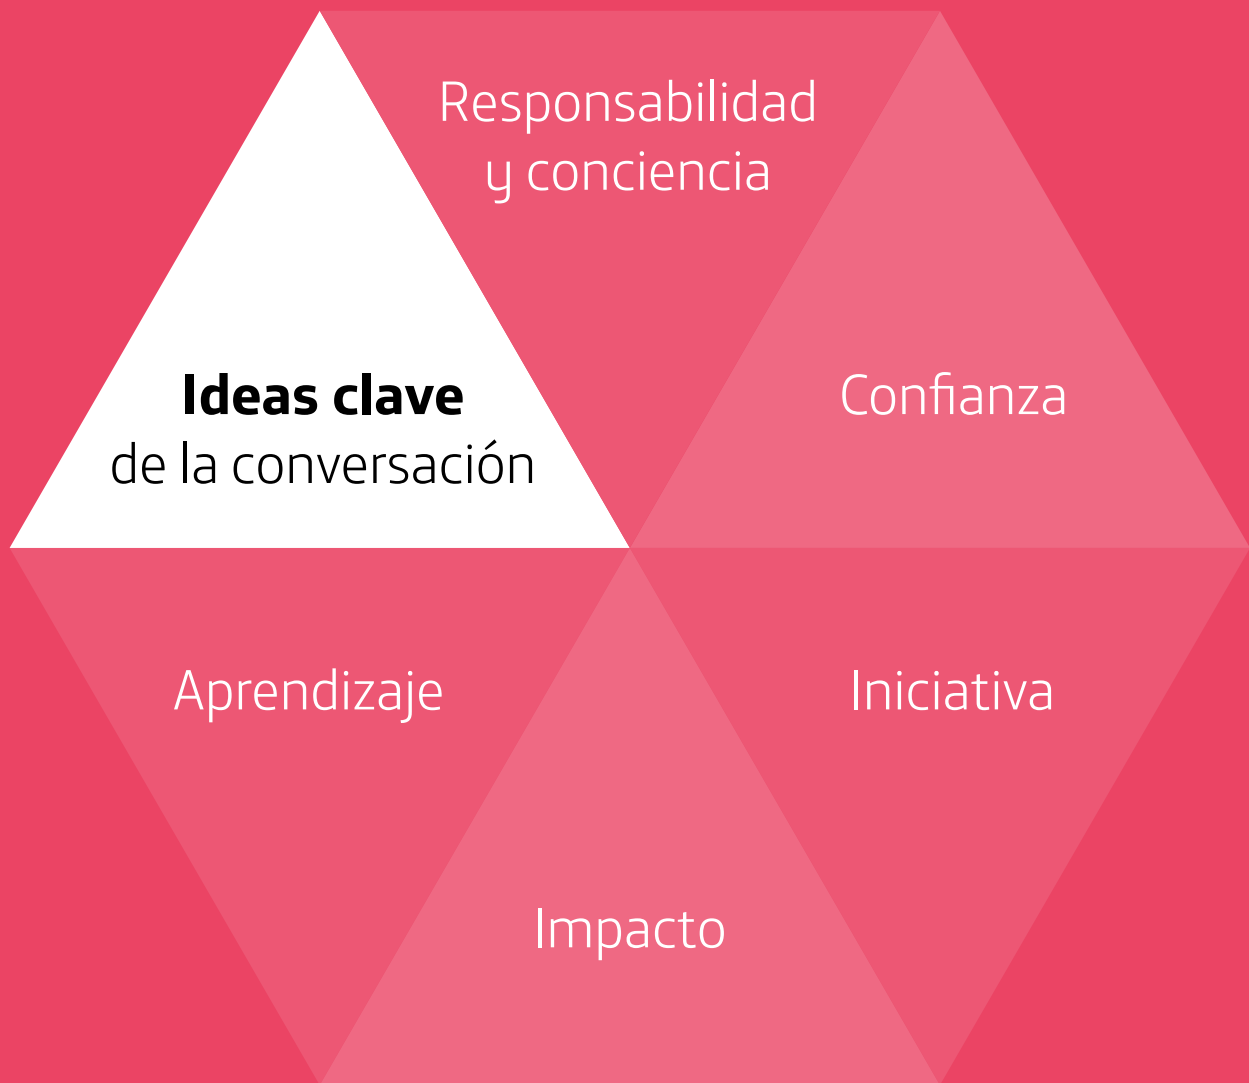 Responsabilidad
y conciencia
Ideas clave
de la conversación
Confianza
Aprendizaje
Iniciativa
Impacto